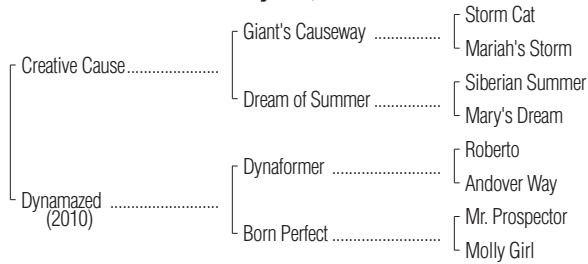 Storm Cat
Giant's Causeway ................
Mariah's Storm
Creative Cause......................
Siberian Summer
Dream of Summer ................
Mary's Dream
Roberto
Dynaformer ..........................
Andover Way
Dynamazed ..........................
(2010)
Mr. Prospector
Born Perfect ..........................
Molly Girl